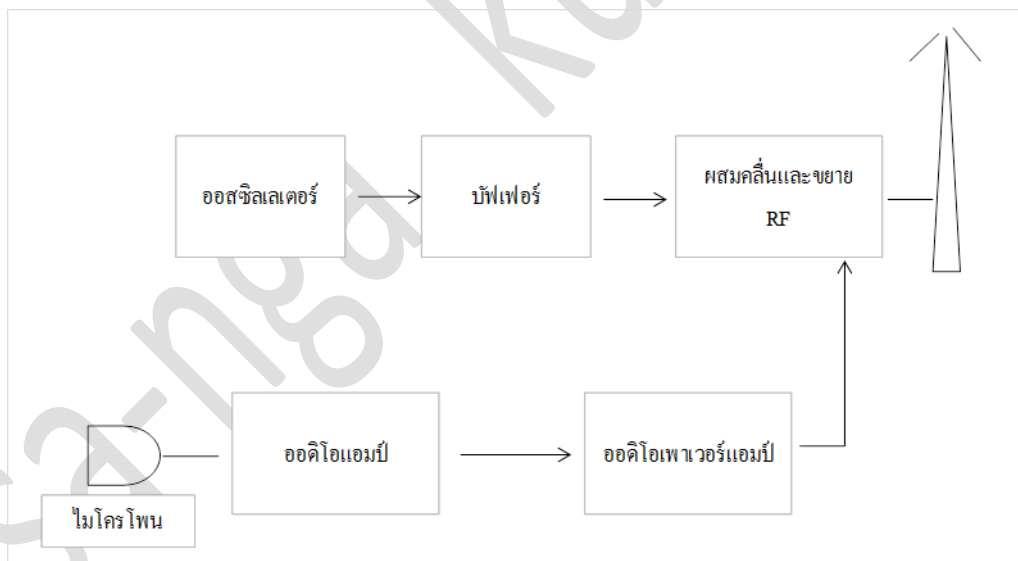 ออสซิลเลเตอร์
บัฟเฟอร์
ผสมคลื่นและขยาย
RF
ออดิโอแอมป์
ออดิโอเพาเวอร์แอมป์
ไมโครโพน